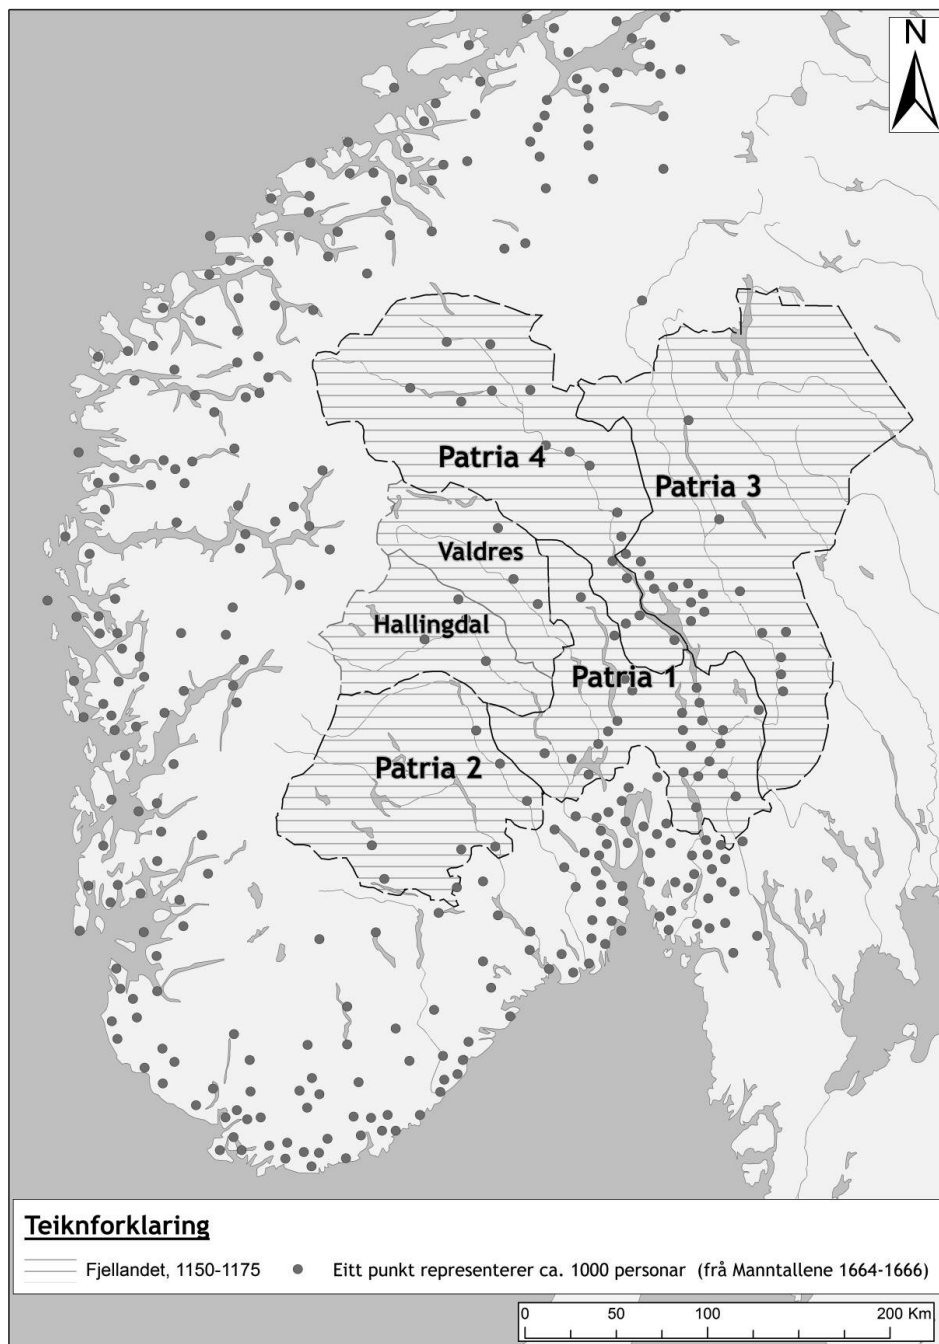 N
Patria 4
Patria 3
Valdres
Hallingdal
Patria 1
Patria 2
Teiknforklaring
Fjellandet, 1150-1175
Eitt punkt representerer ca. 1000 personar (frå Manntallene 1664-1666)
0 50 100 200 Km